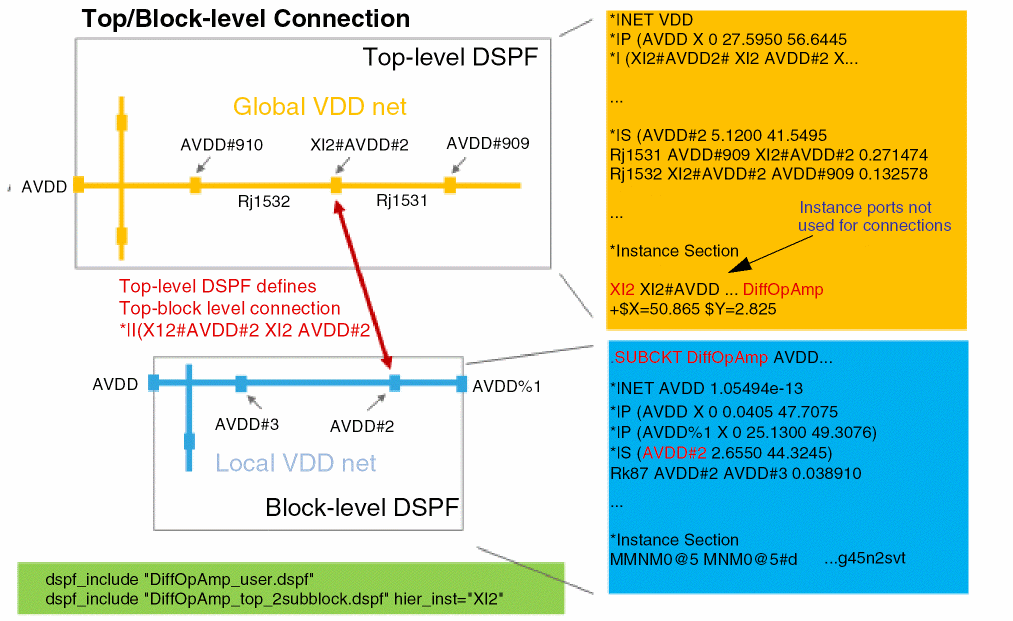 Top/Block-level Connection
Top-level DSPF
Global VDD net
AVDD#910
XI2#AVDD#2
AVDD#909
AVDD
Rj1532
Rj1531
Top-level DSPF defines
Top-block level connection
*II(X12#AVDD#2 XI2 AVDD#2
AVDD
AVDD%1
AVDD#3
AVDD#2
Local VDD net
Block-level DSPF
*INET VDD
*IP (AVDD X 0 27.5950 56.6445
*I (XI2#AVDD2# XI2 AVDD#2 X...
...
*IS (AVDD#2 5.1200 41.5495
Rj1531 AVDD#909 XI2#AVDD#2 0.271474
Rj1532 XI2#AVDD#2 AVDD#909 0.132578
...
Instance ports not
used for connections
*Instance Section
XI2 XI2#AVDD ... DiffOpAmp
+$X=50.865 $Y=2.825
.SUBCKT DiffOpAmp AVDD...
*INET AVDD 1.05494e-13
*IP (AVDD X 0 0.0405 47.7075
*IP (AVDD%1 X 0 25.1300 49.3076)
*IS (AVDD#2 2.6550 44.3245)
Rk87 AVDD#2 AVDD#3 0.038910
...
*Instance Section
MMNM0@5 MNM0@5#d ...g45n2svt
dspf_include "DiffOpAmp_user.dspf"
dspf_include "DiffOpAmp_top_2subblock.dspf" hier_inst="XI2"